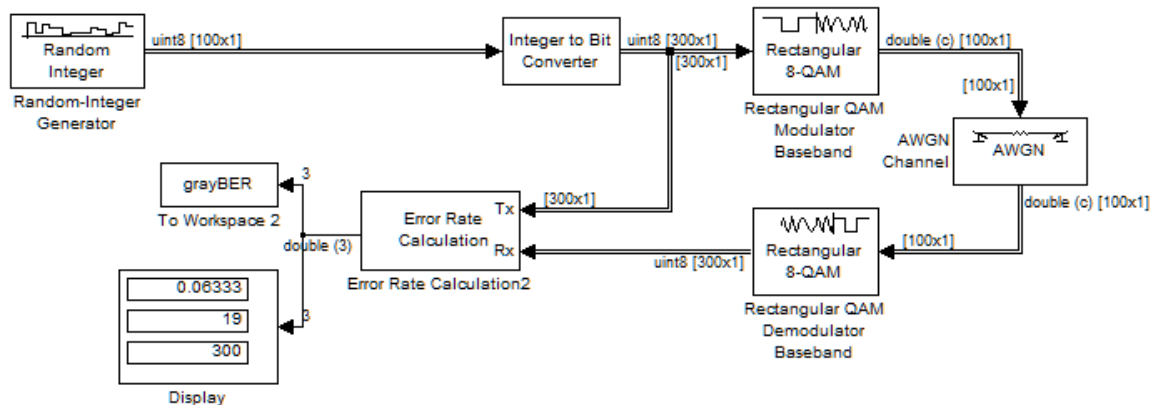 Random
Integer
Random-Integer
Generator
uint8 [100x1]
Integer to Bit
Converter
uint8 [300x1]
[300x1]
Rectangular
8-QAM
Rectangular QAM
Modulator
Baseband
double (c) [100x1]
[100x1]
AWGN
Channel
AWGN
double (c) [100x1]
[100x1]
Rectangular
8-QAM
Rectangular QAM
Demodulator
Baseband
uint8 [300x1]
[300x1]
Tx
Rx
Error Rate
Calculation
Error Rate Calculation2
double (3)
3
grayBER
To Workspace 2
3
0.06333
19
300
Display